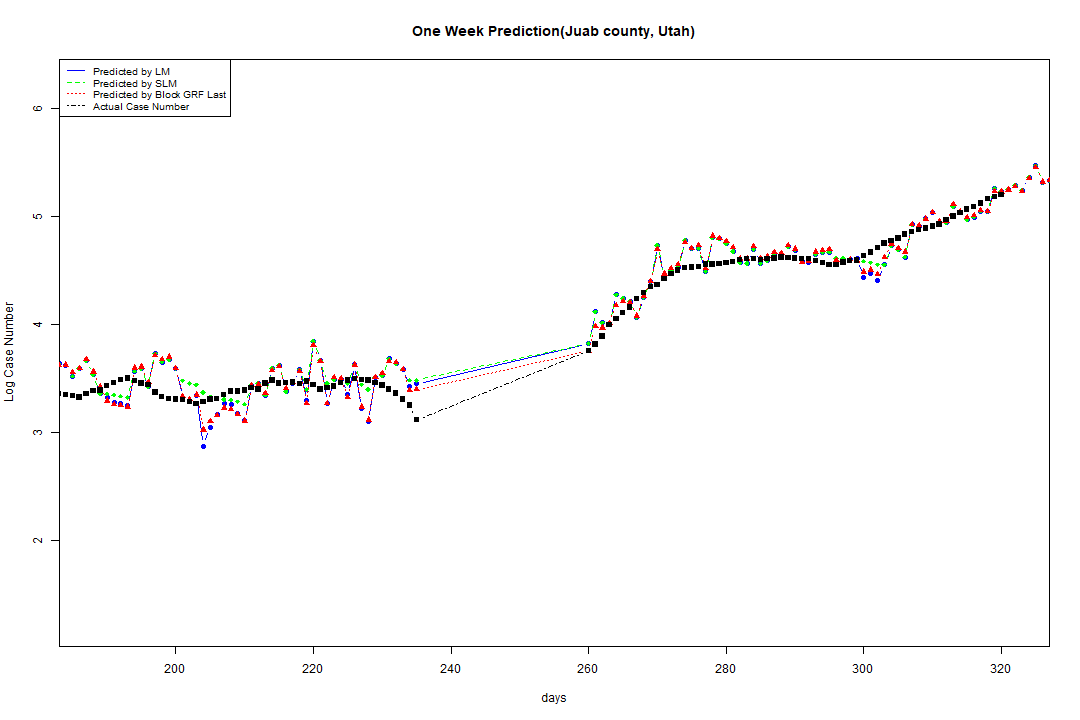 One Week Prediction(Juab county, Utah)
Predicted by LM
Predicted by SLM
Predicted by Block GRF Last
Actual Case Number
6
5
4
3
2
Log Case Number
200 220 240 260 280 300 320
days